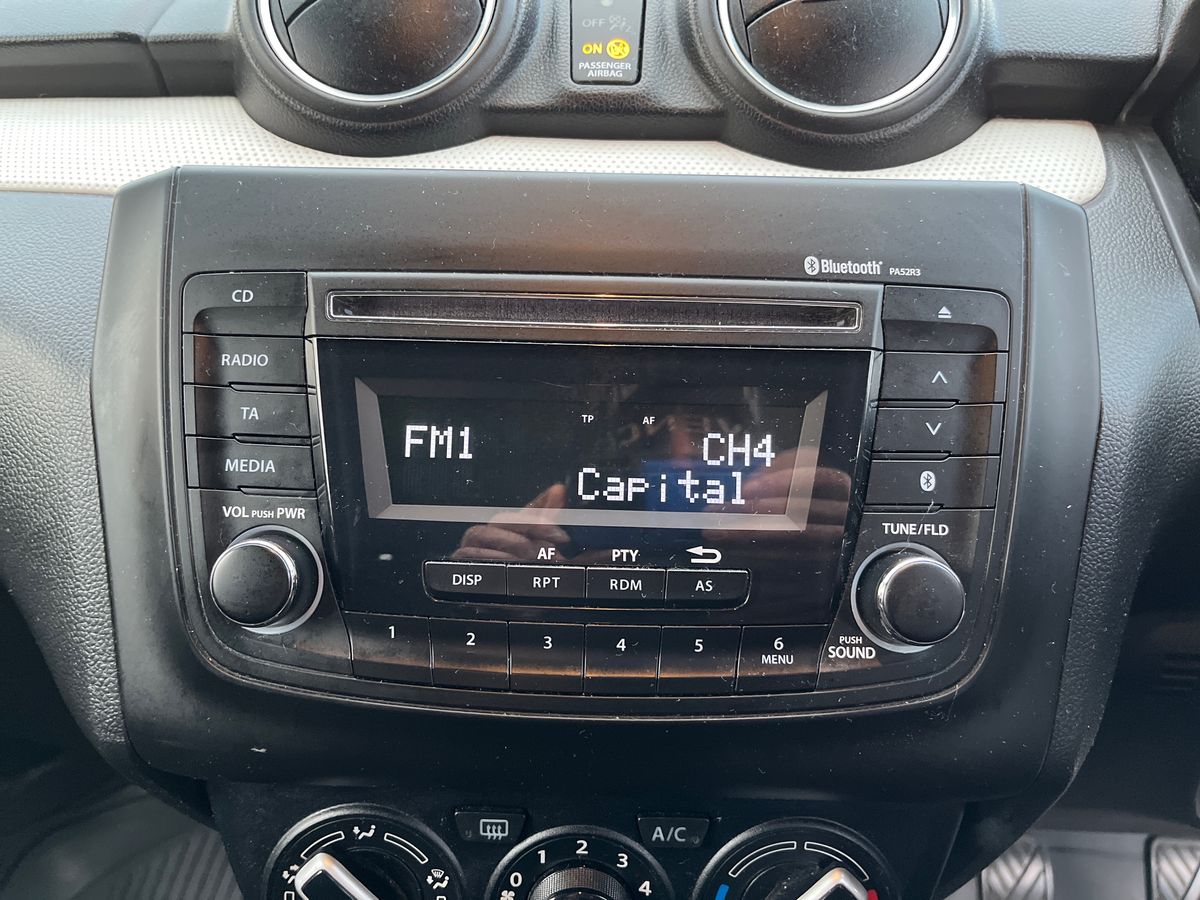 OFF
ON
PASSENGER
AIRBAG
Bluetooth PA52R3
CD
RADIO
TA
MEDIA
VOL PUSH PWR
TP AF
FM1 CH4
Capital
AF PTY
DISP RPT RDM AS
TUNE/FLD
PUSH
SOUND
1 2 3 4 5 6
MENU
A/C
0 1 2 3 4